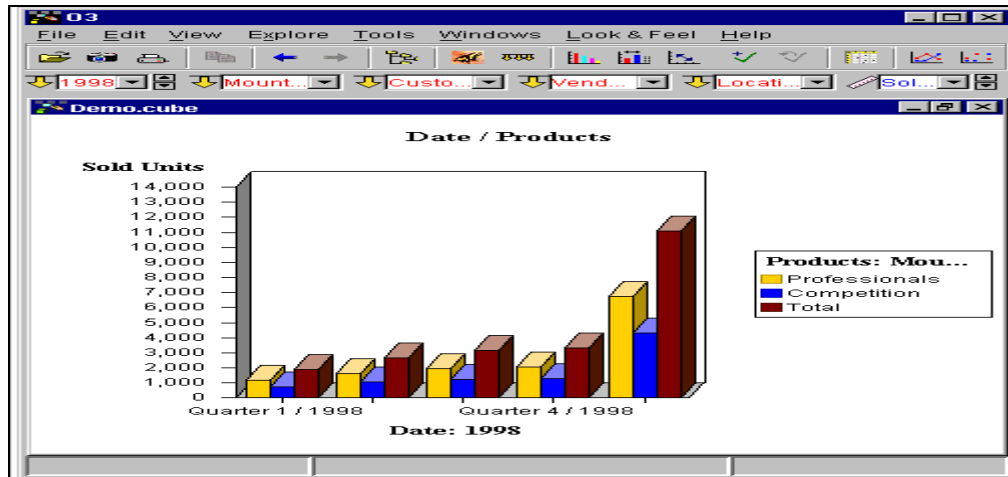 O3
File Edit View Explore Tools Windows Look & Feel Help
1998 Mount... Custo... Vend... Locati... Sol...
Demo.cube
Date / Products
Sold Units
14,000
13,000
12,000
11,000
10,000
9,000
8,000
7,000
6,000
5,000
4,000
3,000
2,000
1,000
0
Quarter 1 / 1998 Quarter 4 / 1998
Date: 1998
Products: Mou...
Professionals
Competition
Total